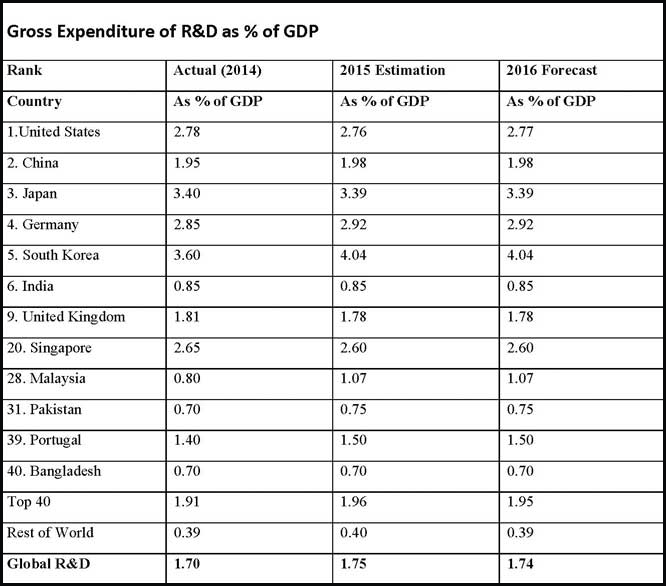 Gross Expenditure of R&D as % of GDP
Rank Actual (2014) 2015 Estimation 2016 Forecast
Country As % of GDP As % of GDP As % of GDP
1.United States 2.78 2.76 2.77
2. China 1.95 1.98 1.98
3. Japan 3.40 3.39 3.39
4. Germany 2.85 2.92 2.92
5. South Korea 3.60 4.04 4.04
6. India 0.85 0.85 0.85
9. United Kingdom 1.81 1.78 1.78
20. Singapore 2.65 2.60 2.60
28. Malaysia 0.80 1.07 1.07
31. Pakistan 0.70 0.75 0.75
39. Portugal 1.40 1.50 1.50
40. Bangladesh 0.70 0.70 0.70
Top 40 1.91 1.96 1.95
Rest of World 0.39 0.40 0.39
Global R&D 1.70 1.75 1.74